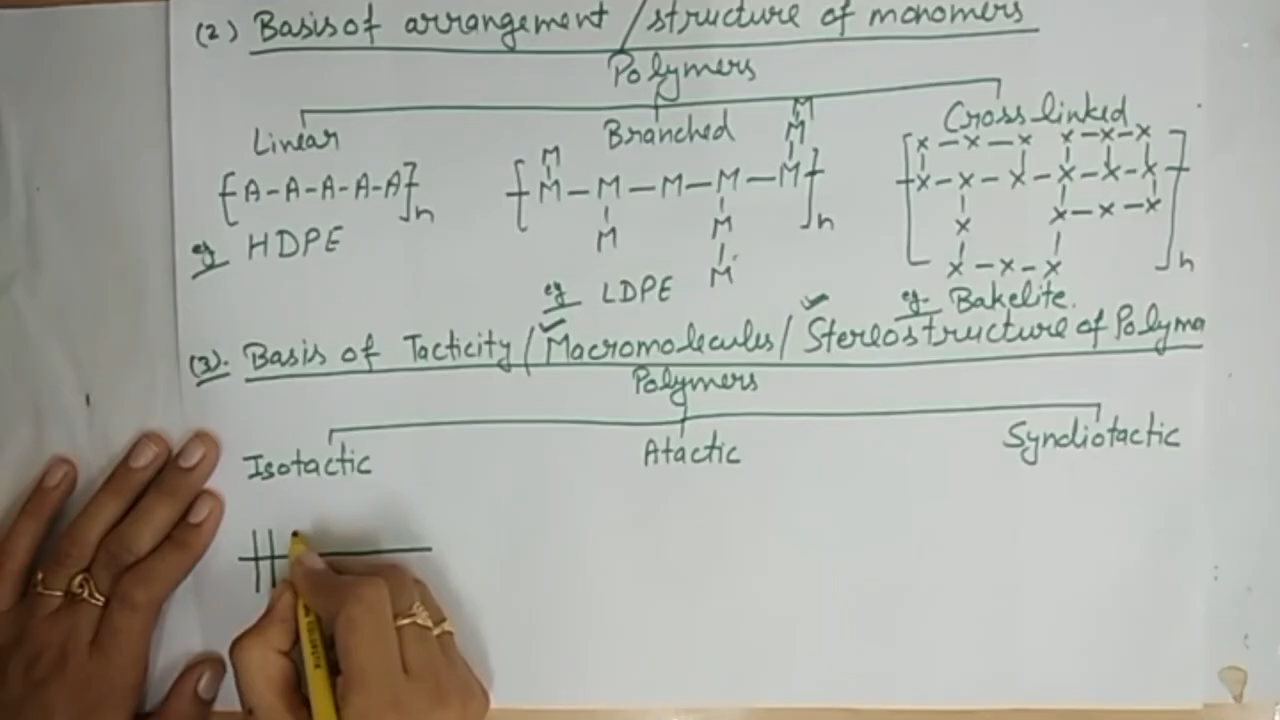 (2) Basis of arrangement / structure of monomers
Polymers
Linear Branched Cross linked
[A-A-A-A-A]n
M
M-M-M-M-M
M
M
M
M
M
n
x-x-x x-x-x
x-x-x-x-x-x
x x-x-x
x-x-x
n
eg HDPE
eg LDPE
eg. Bakelite.
(3). Basis of Tacticity / Macromolecules / Stereostructure of Polyme
Polymers
Isotactic Atactic Syndiotactic